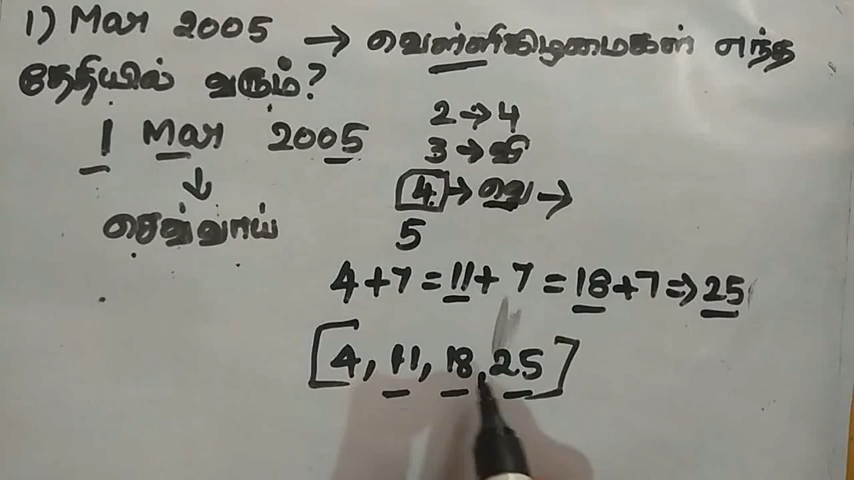 1) Mar 2005 → வெள்ளிகிழமைகள் எந்த
தேதியில் வரும்?
1 Mar 2005
செவ்வாய்
2 → 4
3 → வி
4 → வெ →
5
4+7 = 11 + 7 = 18 + 7 ⇒ 25
[4, 11, 18, 25]